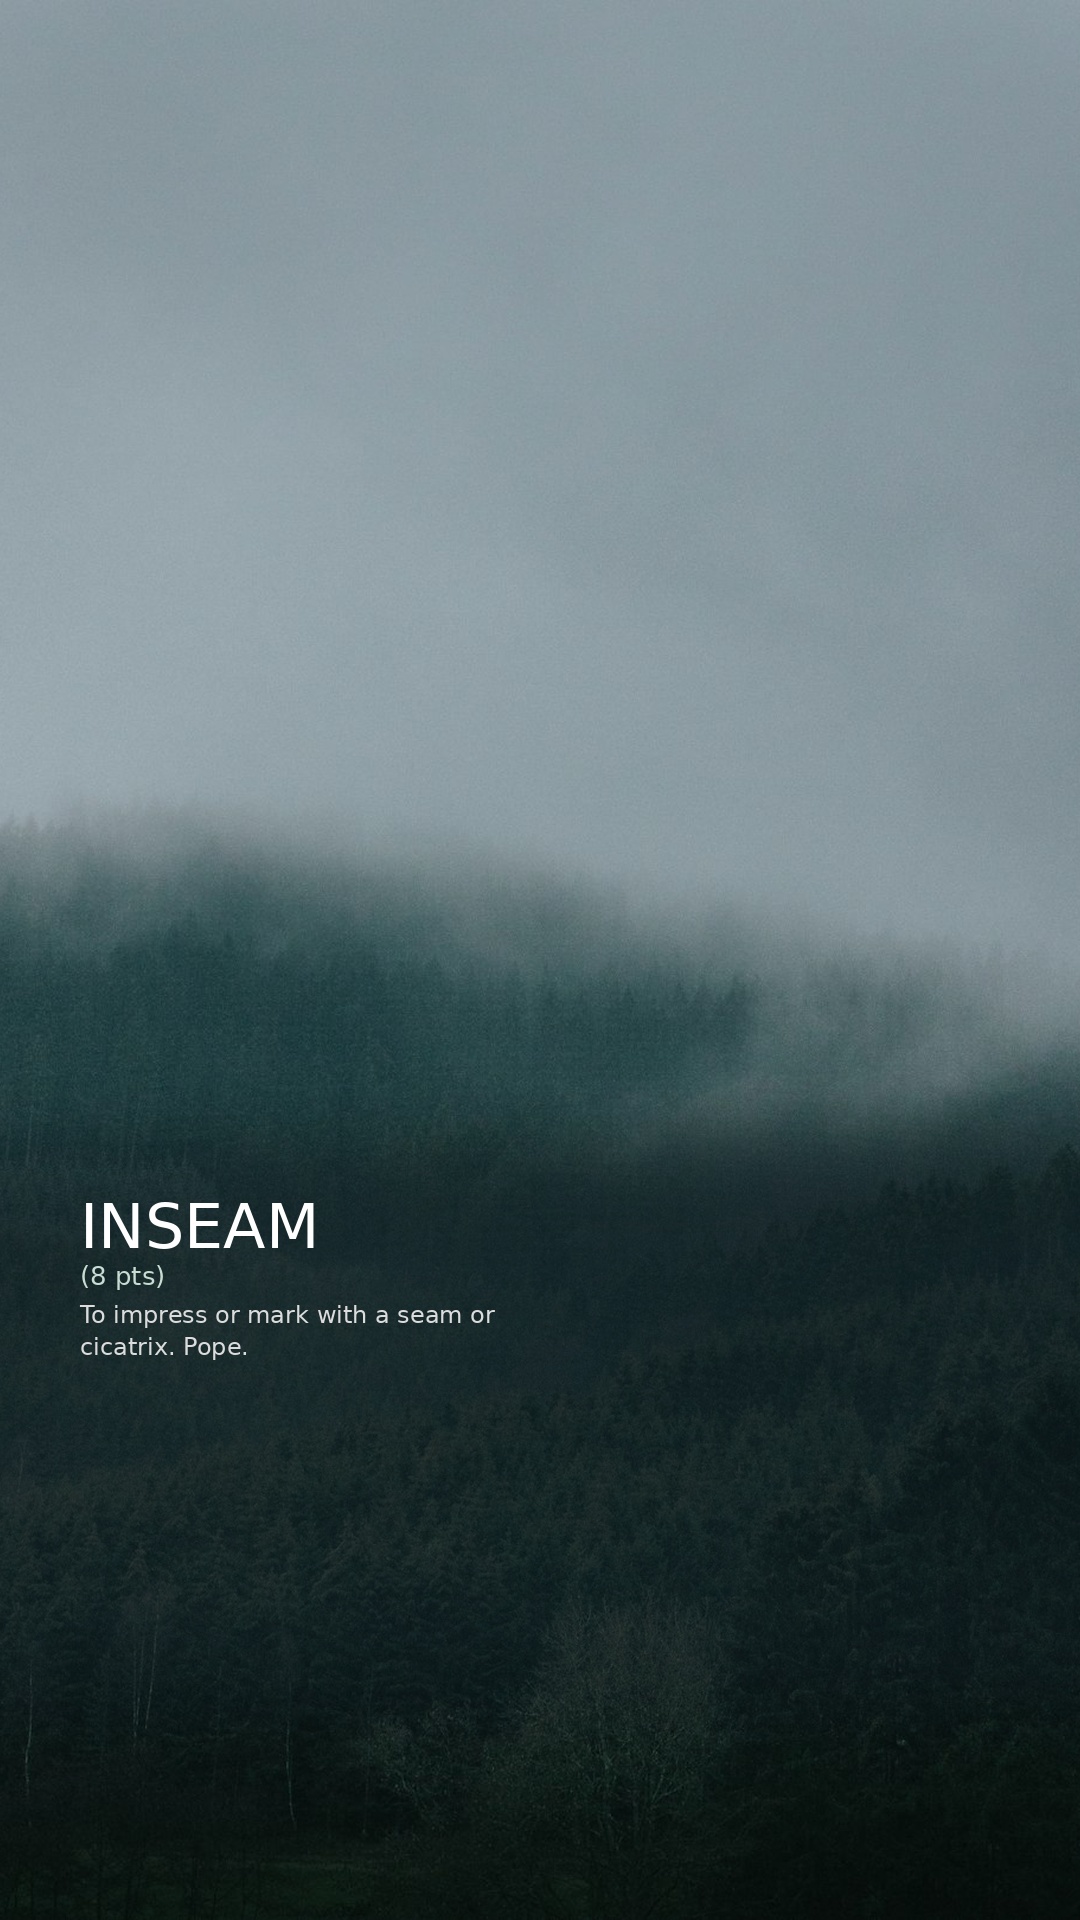 INSEAM
(8 pts)
To impress or mark with a seam or
cicatrix. Pope.